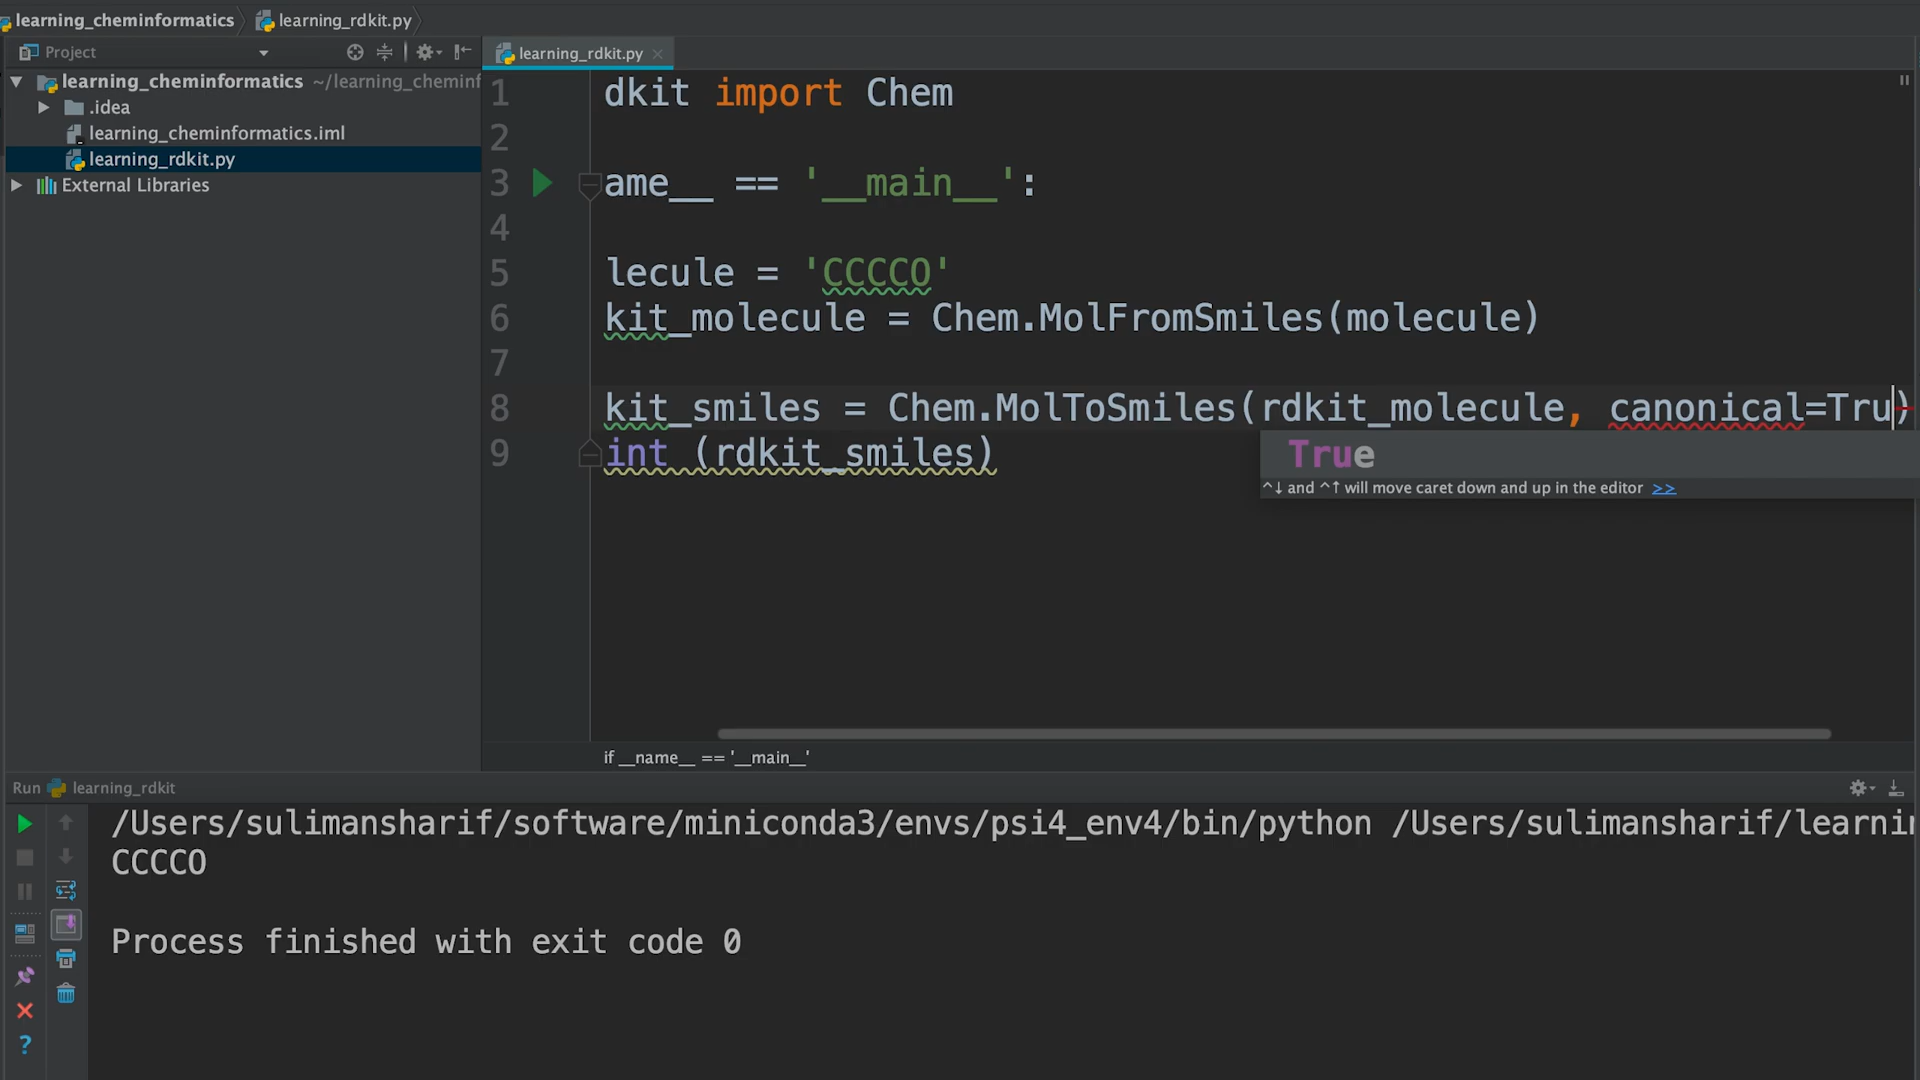 learning_cheminformatics learning_rdkit.py
Project
learning_rdkit.py
learning_cheminformatics ~/learning_cheminf
.idea
learning_cheminformatics.iml
learning_rdkit.py
External Libraries
1 dkit import Chem
2
3 ame__ == '__main__':
4
5 lecule = 'CCCCO'
6 kit_molecule = Chem.MolFromSmiles(molecule)
7
8 kit_smiles = Chem.MolToSmiles(rdkit_molecule, canonical=Tru)
9 int (rdkit_smiles)
True
^↓ and ^↑ will move caret down and up in the editor >>
if __name__ == '__main__'
Run learning_rdkit
/Users/sulimansharif/software/miniconda3/envs/psi4_env4/bin/python /Users/sulimansharif/learnin
CCCCO
Process finished with exit code 0